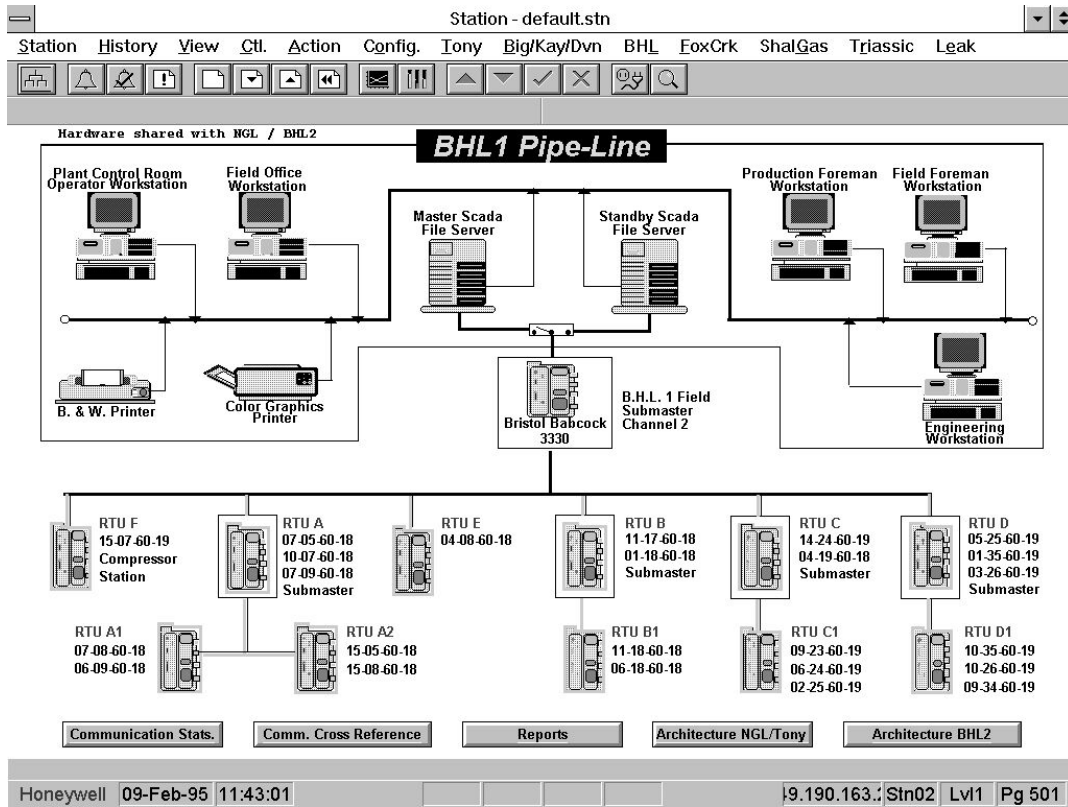 Station - default.stn
Station History View Ctl. Action Config. Tony Big/Kay/Dvn BHL FoxCrk ShalGas Triassic Leak
Hardware shared with NGL / BHL2
BHL1 Pipe-Line
Plant Control Room
Operator Workstation
Field Office
Workstation
Master Scada
File Server
Standby Scada
File Server
Production Foreman
Workstation
Field Foreman
Workstation
B. & W. Printer
Color Graphics
Printer
Bristol Babcock
3330
B.H.L. 1 Field
Submaster
Channel 2
Engineering
Workstation
RTU F
15-07-60-19
Compressor
Station
RTU A
07-05-60-18
10-07-60-18
07-09-60-18
Submaster
RTU E
04-08-60-18
RTU B
11-17-60-18
01-18-60-18
Submaster
RTU C
14-24-60-19
04-19-60-18
Submaster
RTU D
05-25-60-19
01-35-60-19
03-26-60-19
Submaster
RTU A1
07-08-60-18
06-09-60-18
RTU A2
15-05-60-18
15-08-60-18
RTU B1
11-18-60-18
06-18-60-18
RTU C1
09-23-60-19
06-24-60-19
02-25-60-19
RTU D1
10-35-60-19
10-26-60-19
09-34-60-19
Communication Stats. Comm. Cross Reference Reports Architecture NGL/Tony Architecture BHL2
Honeywell 09-Feb-95 11:43:01 Stn02 Lvl1 Pg 501